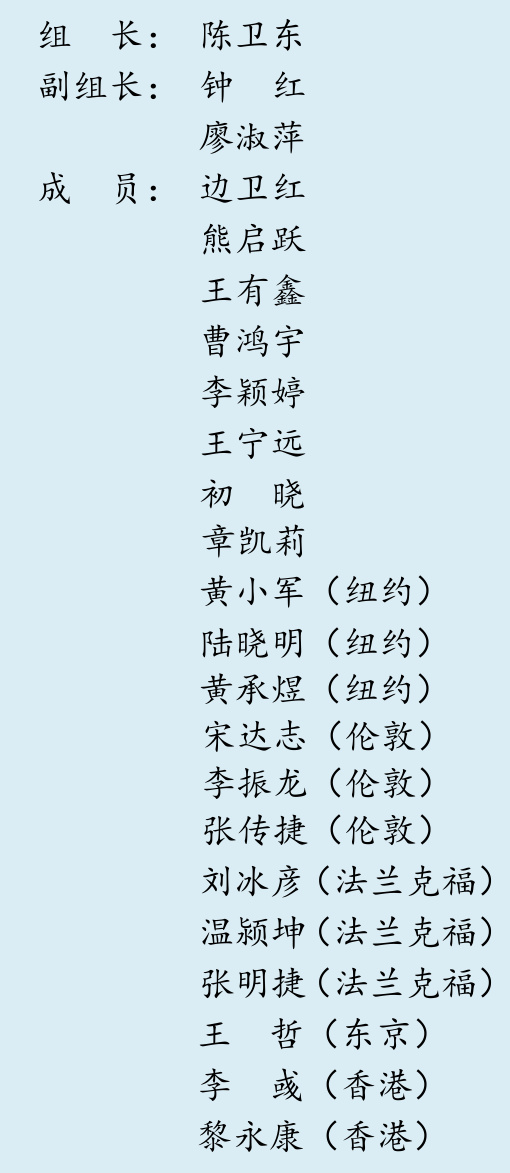 组　长： 陈卫东
副组长： 钟　红
廖淑萍
成　员： 边卫红
熊启跃
王有鑫
曹鸿宇
李颖婷
王宁远
初　晓
章凯莉
黄小军（纽约）
陆晓明（纽约）
黄承煜（纽约）
宋达志（伦敦）
李振龙（伦敦）
张传捷（伦敦）
刘冰彦（法兰克福）
温颍坤（法兰克福）
张明捷（法兰克福）
王　哲（东京）
李　彧（香港）
黎永康（香港）